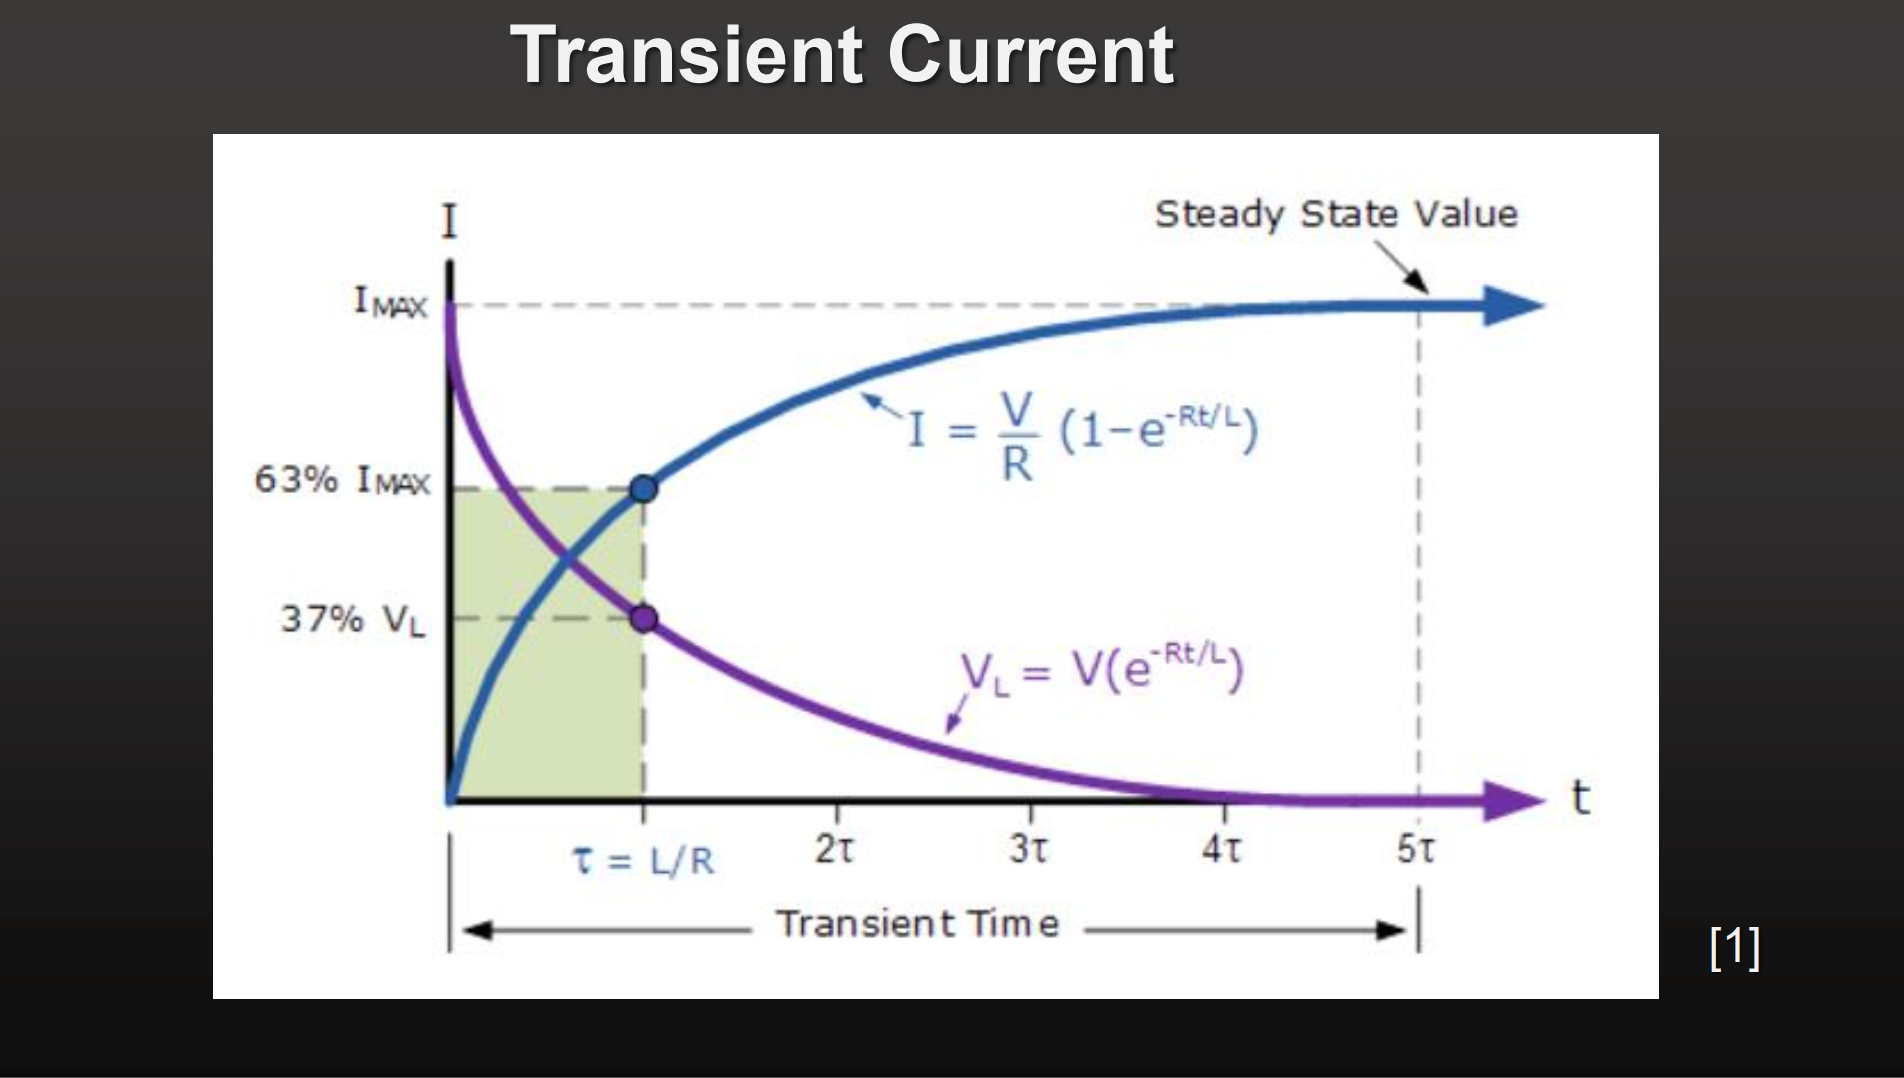 Transient Current
I
Steady State Value
IMAX
I = V/R (1-e-Rt/L)
63% IMAX
37% VL
VL = V(e-Rt/L)
t
τ = L/R
2τ
3τ
4τ
5τ
Transient Time
[1]